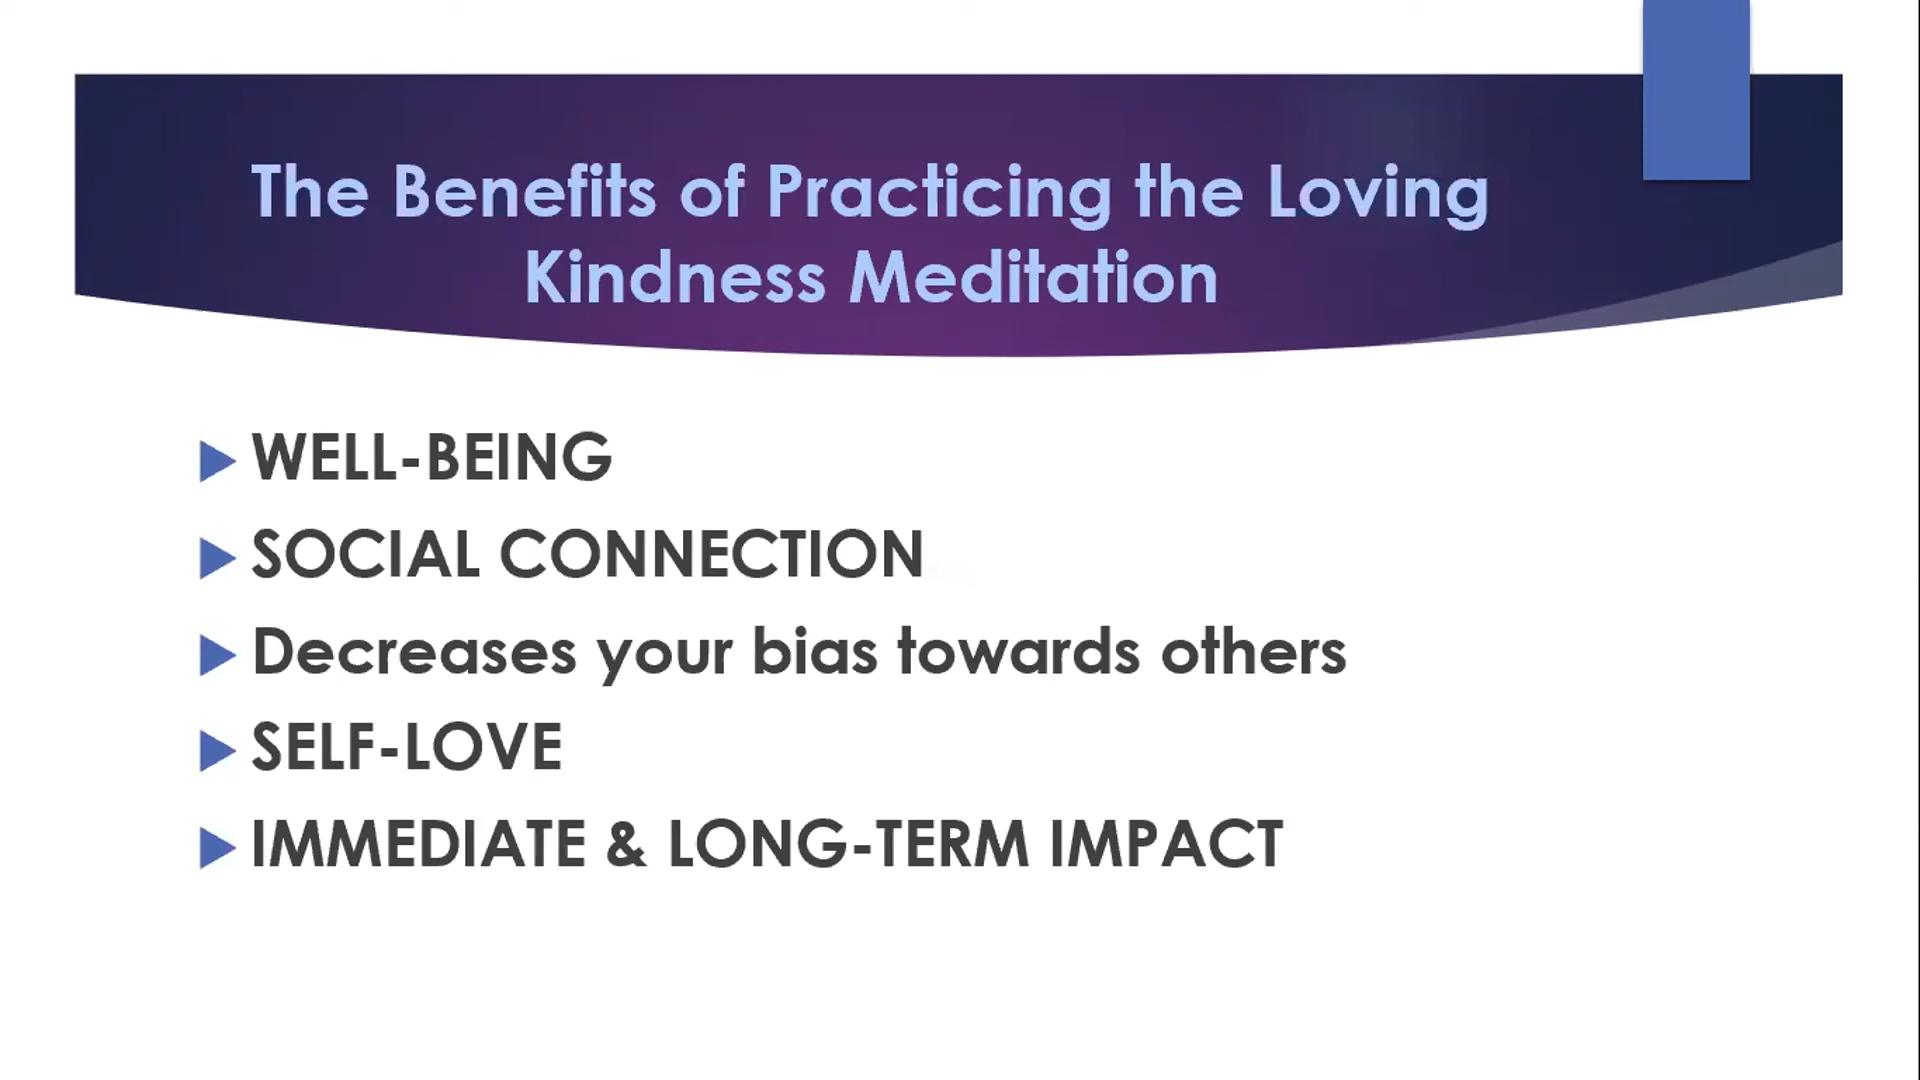 The Benefits of Practicing the Loving
Kindness Meditation
WELL-BEING
SOCIAL CONNECTION
Decreases your bias towards others
SELF-LOVE
IMMEDIATE & LONG-TERM IMPACT